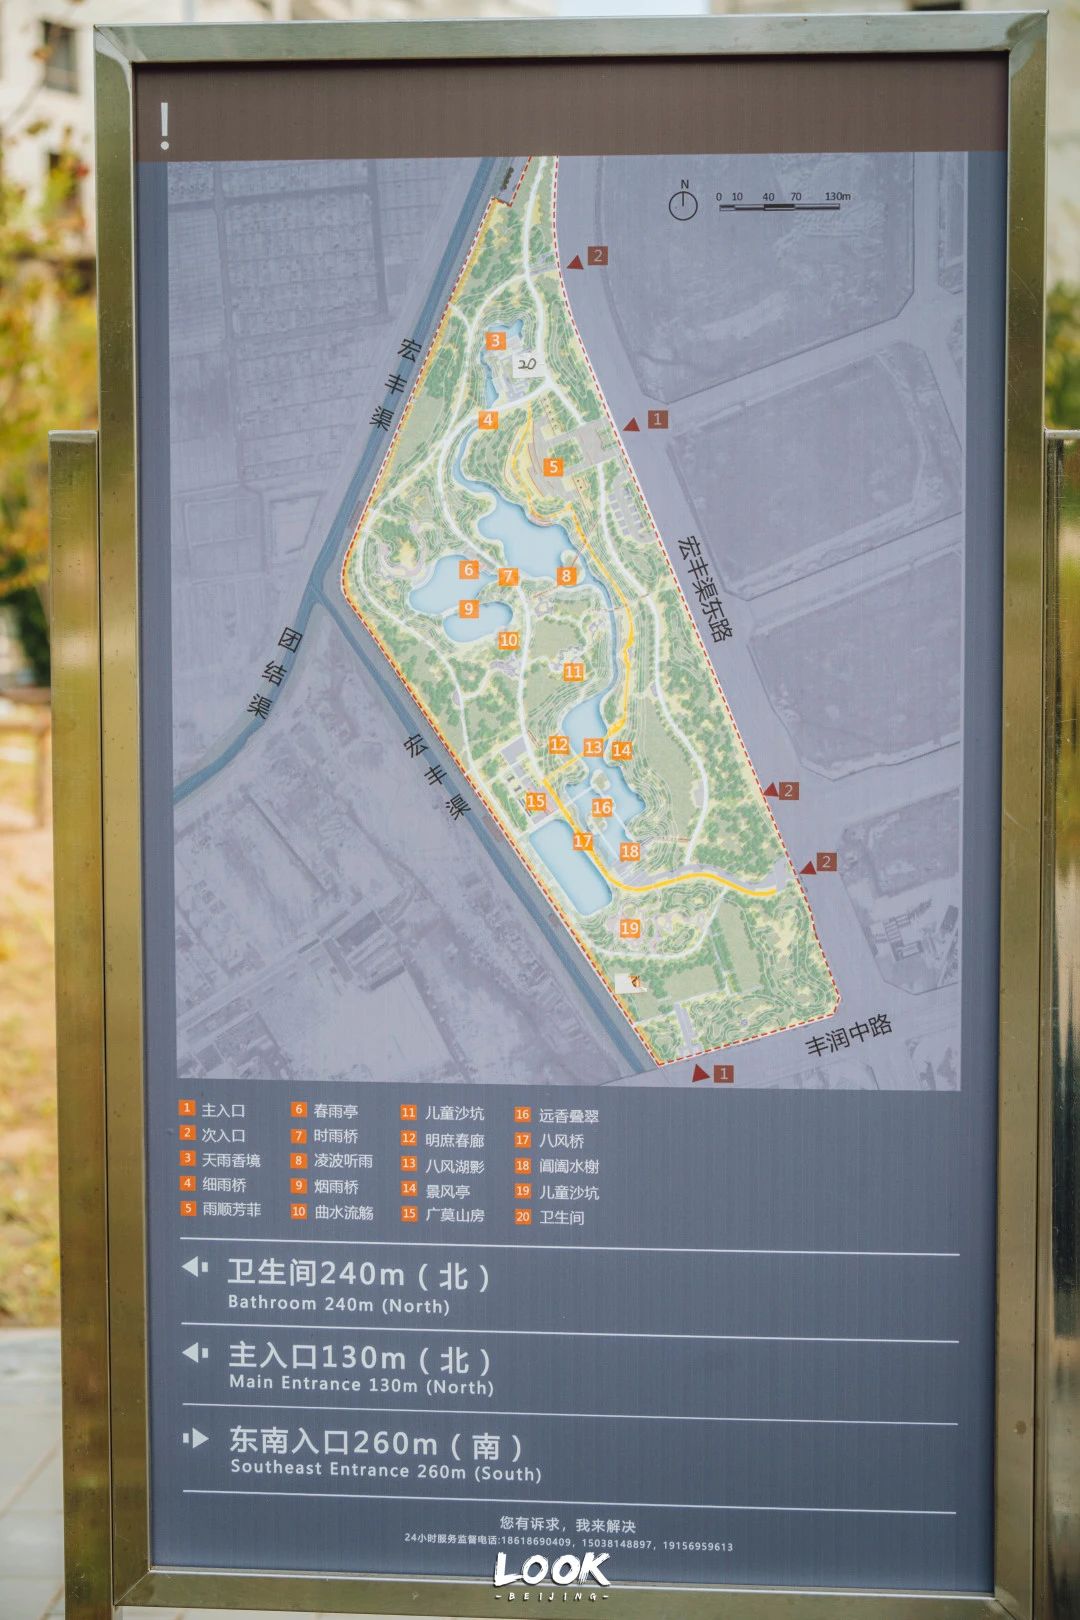 !
N
0 10 40 70 130m
2
3
20
宏丰渠
4
1
5
宏丰渠东路
6
7
8
9
10
团结渠
11
宏丰渠
12
13
14
2
15
16
17
18
2
19
丰润中路
1
1 主入口
2 次入口
3 天雨香境
4 细雨桥
5 雨顺芳菲
6 春雨亭
7 时雨桥
8 凌波听雨
9 烟雨桥
10 曲水流觞
11 儿童沙坑
12 明庶春廊
13 八风湖影
14 景风亭
15 广莫山房
16 远香叠翠
17 八风桥
18 阊阖水榭
19 儿童沙坑
20 卫生间
卫生间240m（北）
Bathroom 240m (North)
主入口130m（北）
Main Entrance 130m (North)
东南入口260m（南）
Southeast Entrance 260m (South)
您有诉求，我来解决
24小时服务监督电话:18618690409，15038148897，19156959613
LOOK
-BEIJING-